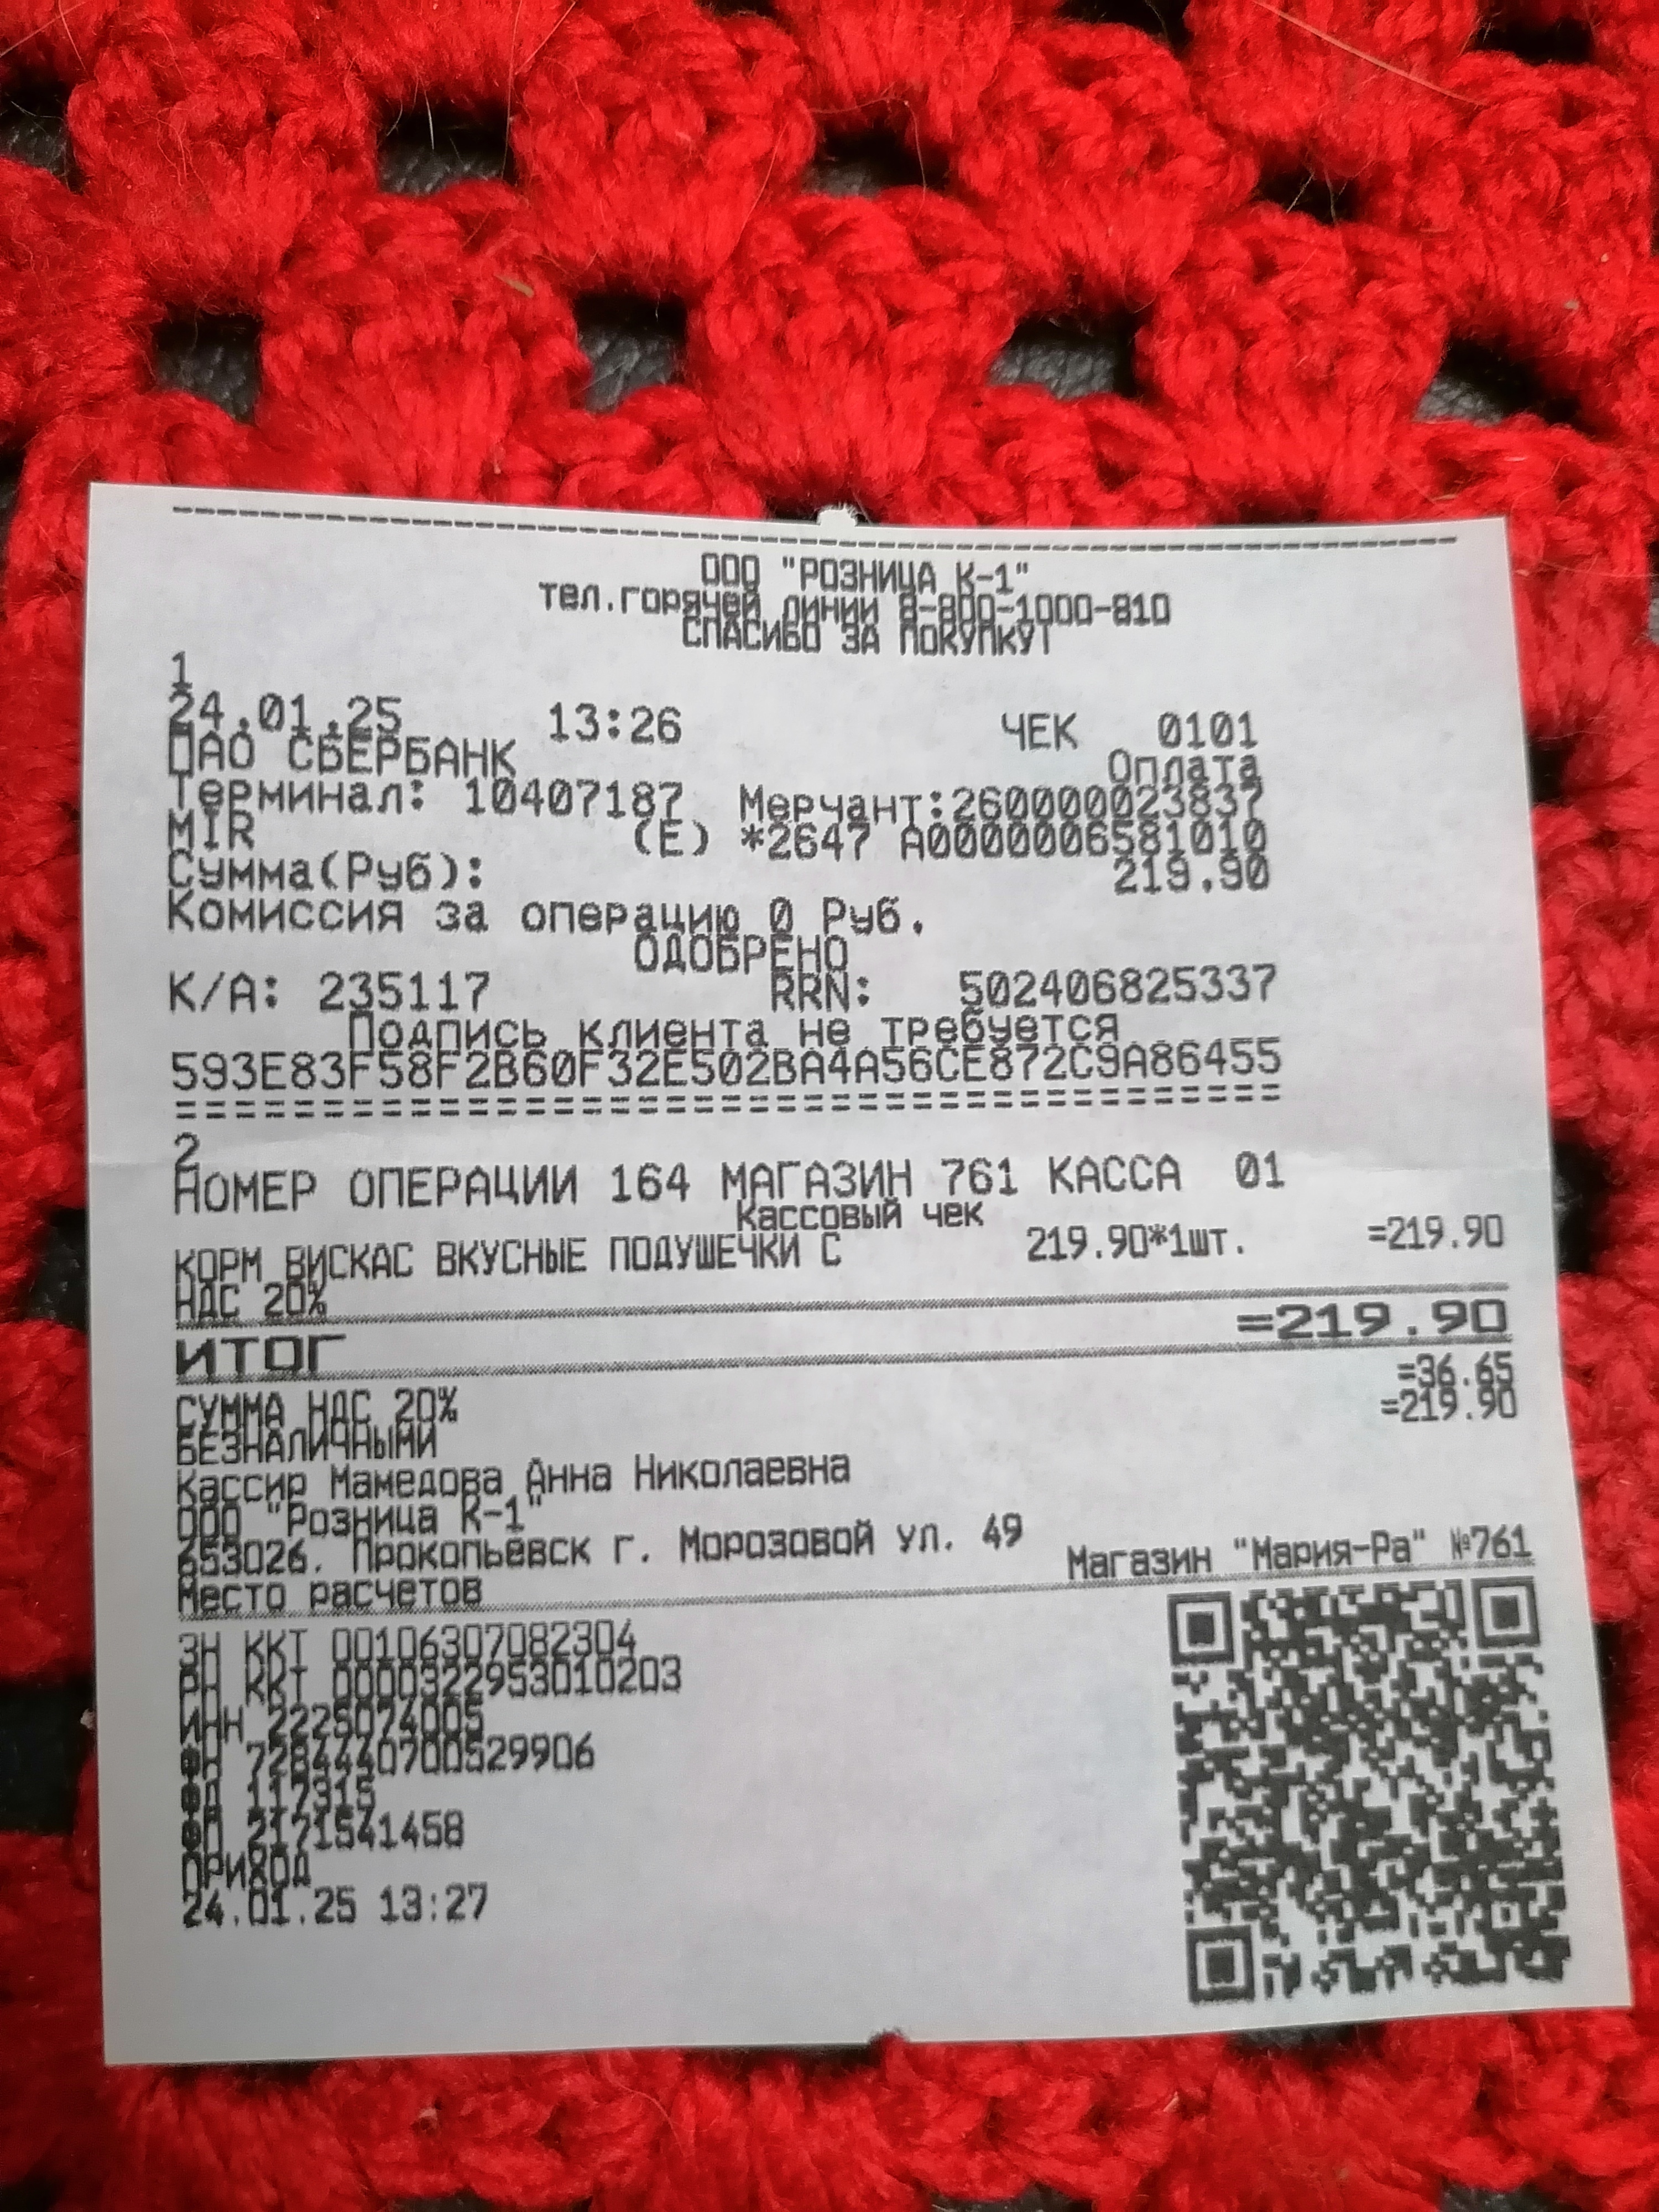 ООО "РОЗНИЦА К-1"
тел.горячей линии 8-800-1000-810
СПАСИБО ЗА ПОКУПКУ!
1
24.01.25 13:26 ЧЕК 0101
ПАО СБЕРБАНК Оплата
Терминал: 10407187 Мерчант:260000023837
MIR (E) *2647 A0000006581010
Сумма(Руб): 219.90
Комиссия за операцию 0 Руб.
ОДОБРЕНО
К/А: 235117 RRN: 502406825337
Подпись клиента не требуется
593E83F58F2B60F32E502BA4A56CE872C9A86455
========================================
2
НОМЕР ОПЕРАЦИИ 164 МАГАЗИН 761 КАССА 01
Кассовый чек
КОРМ ВИСКАС ВКУСНЫЕ ПОДУШЕЧКИ С 219.90*1шт. =219.90
НДС 20%
ИТОГ =219.90
СУММА НДС 20% =36.65
БЕЗНАЛИЧНЫМИ =219.90
Кассир Мамедова Анна Николаевна
ООО "Розница К-1"
653026. Прокопьевск г. Морозовой ул. 49
Место расчетов Магазин "Мария-Ра" №761
ЗН ККТ 00106307082304
РН ККТ 0000322953010203
ИНН 2225074005
ФН 7284440700529906
ФД 117315
ФП 2171541458
ПРИХОД
24.01.25 13:27